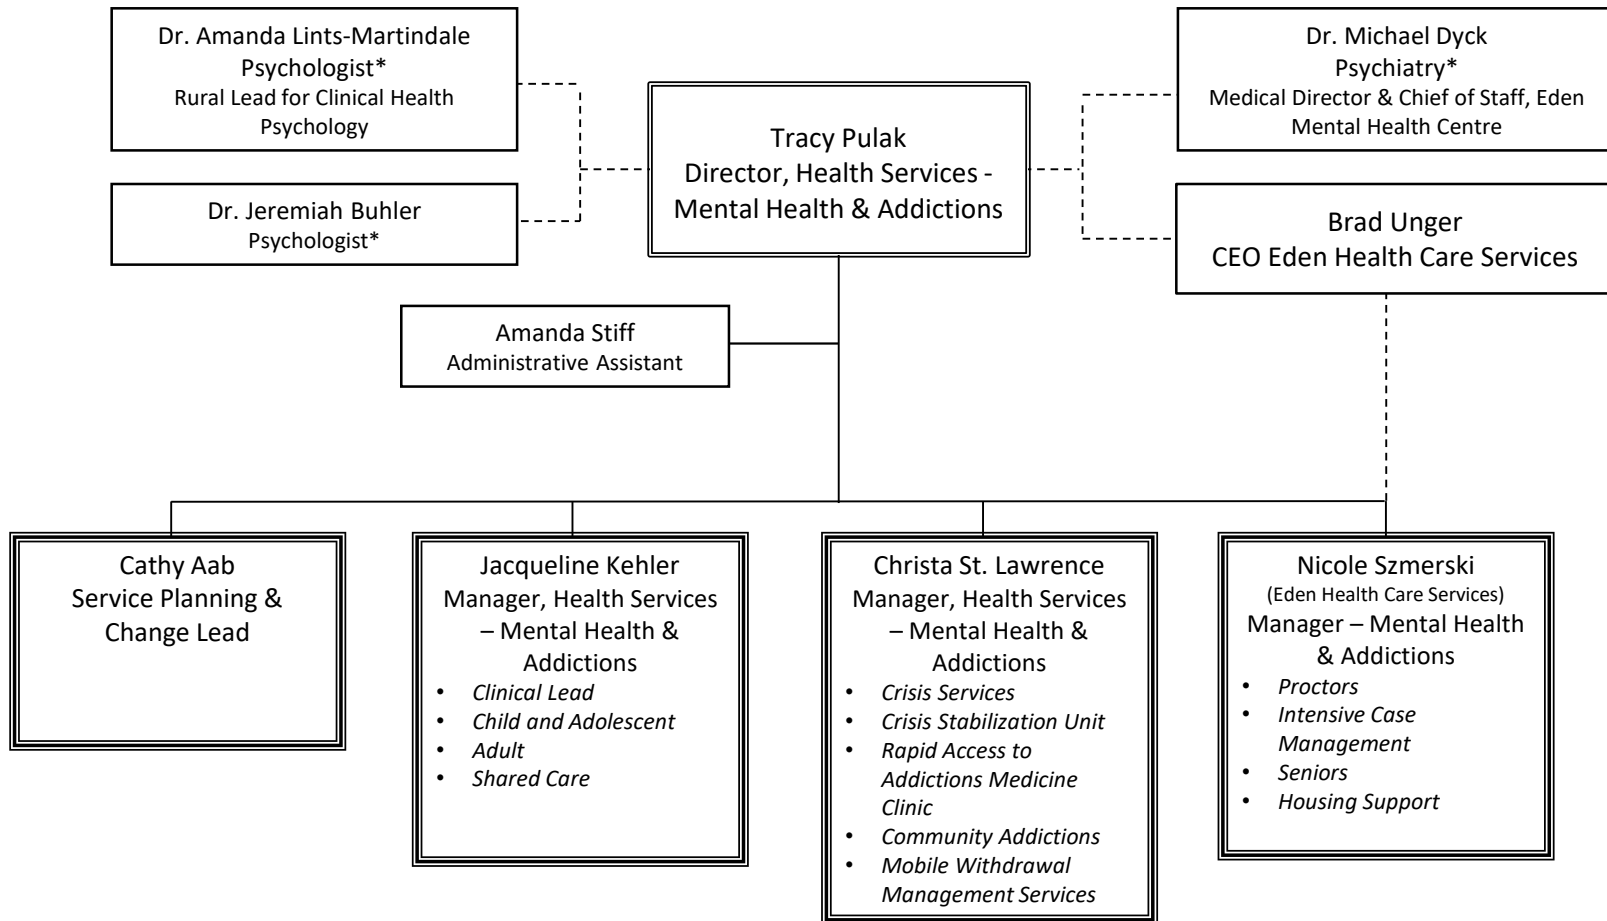 Dr. Amanda Lints-Martindale
Psychologist*
Rural Lead for Clinical Health
Psychology
Dr. Michael Dyck
Psychiatry*
Medical Director & Chief of Staff, Eden
Mental Health Centre
Tracy Pulak
Director, Health Services -
Mental Health & Addictions
Dr. Jeremiah Buhler
Psychologist*
Brad Unger
CEO Eden Health Care Services
Amanda Stiff
Administrative Assistant
Cathy Aab
Service Planning &
Change Lead
Jacqueline Kehler
Manager, Health Services
– Mental Health &
Addictions
• Clinical Lead
• Child and Adolescent
• Adult
• Shared Care
Christa St. Lawrence
Manager, Health Services
– Mental Health &
Addictions
• Crisis Services
• Crisis Stabilization Unit
• Rapid Access to
Addictions Medicine
Clinic
• Community Addictions
• Mobile Withdrawal
Management Services
Nicole Szmerski
(Eden Health Care Services)
Manager – Mental Health
& Addictions
• Proctors
• Intensive Case
Management
• Seniors
• Housing Support